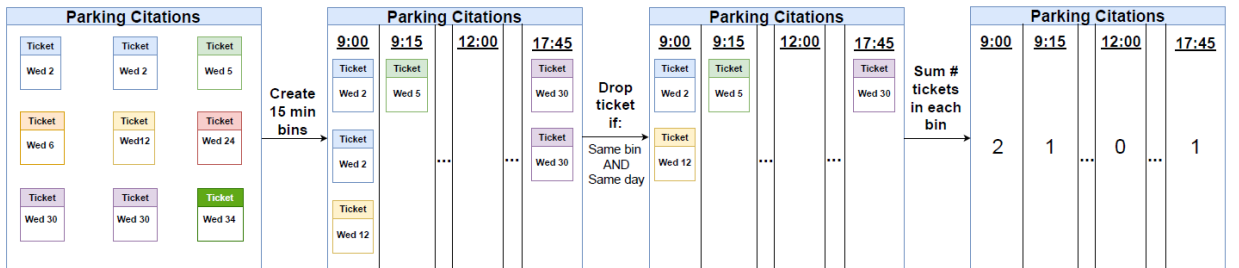 Parking Citations
Ticket Ticket Ticket
Wed 2 Wed 2 Wed 5
Ticket Ticket Ticket
Wed 6 Wed12 Wed 24
Ticket Ticket Ticket
Wed 30 Wed 30 Wed 34
Create
15 min
bins
Parking Citations
9:00 9:15 12:00 17:45
Ticket Ticket Ticket
Wed 2 Wed 5 Wed 30
Ticket Ticket
Wed 2 ... ... Wed 30
Ticket
Wed 12
Drop
ticket
if:
Same bin
AND
Same day
Parking Citations
9:00 9:15 12:00 17:45
Ticket Ticket Ticket
Wed 2 Wed 5 Wed 30
Ticket
Wed 12 ... ...
Sum #
tickets
in each
bin
Parking Citations
9:00 9:15 12:00 17:45
2 1 ... 0 ... 1